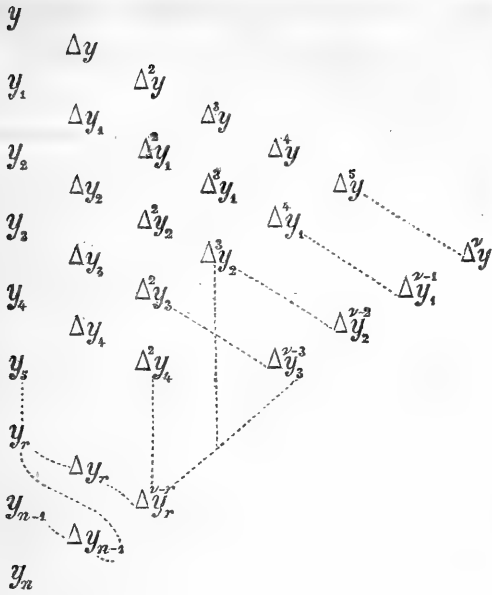 y
Δy
y₁ Δ²y
Δy₁ Δ³y
y₂ Δ²y₁ Δ⁴y
Δy₂ Δ³y₁ Δ⁵y
y₃ Δ²y₂ Δ⁴y₁
Δy₃ Δ³y₂ Δ^ν y
y₄ Δ²y₃ Δ^{ν-1}y₁
Δy₄ Δ^{ν-2}y₂
y₅ Δ²y₄ Δ^{ν-3}y₃
y_r
Δy_r
y_{n-1} Δ^{ν-r}y_r
Δy_{n-1}
y_n